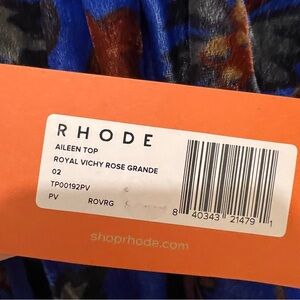 RHODE
AILEEN TOP
ROYAL VICHY ROSE GRANDE
02
TP00192PV
PV ROVRG
8 40343 21479 1
shoprhode.com